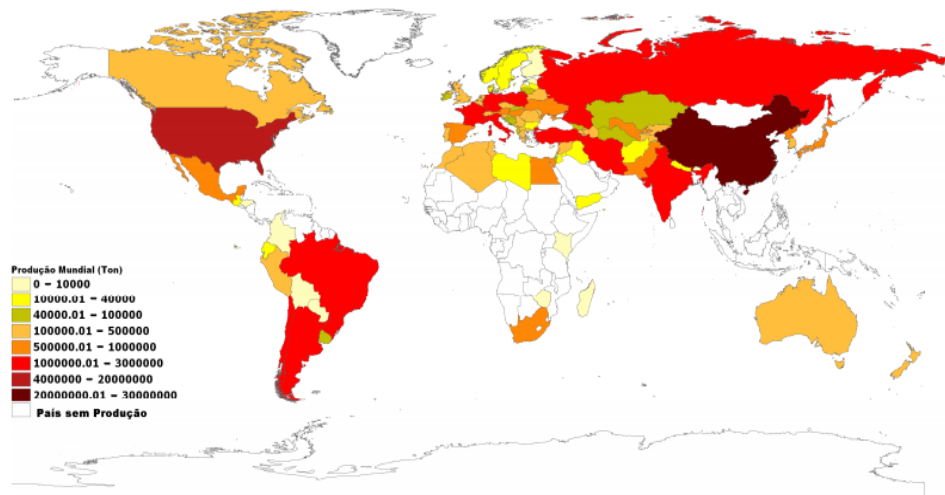 Produção Mundial (Ton)
0 – 10000
10000.01 – 40000
40000.01 – 100000
100000.01 – 500000
500000.01 – 1000000
1000000.01 – 3000000
4000000 – 20000000
20000000.01 – 30000000
País sem Produção